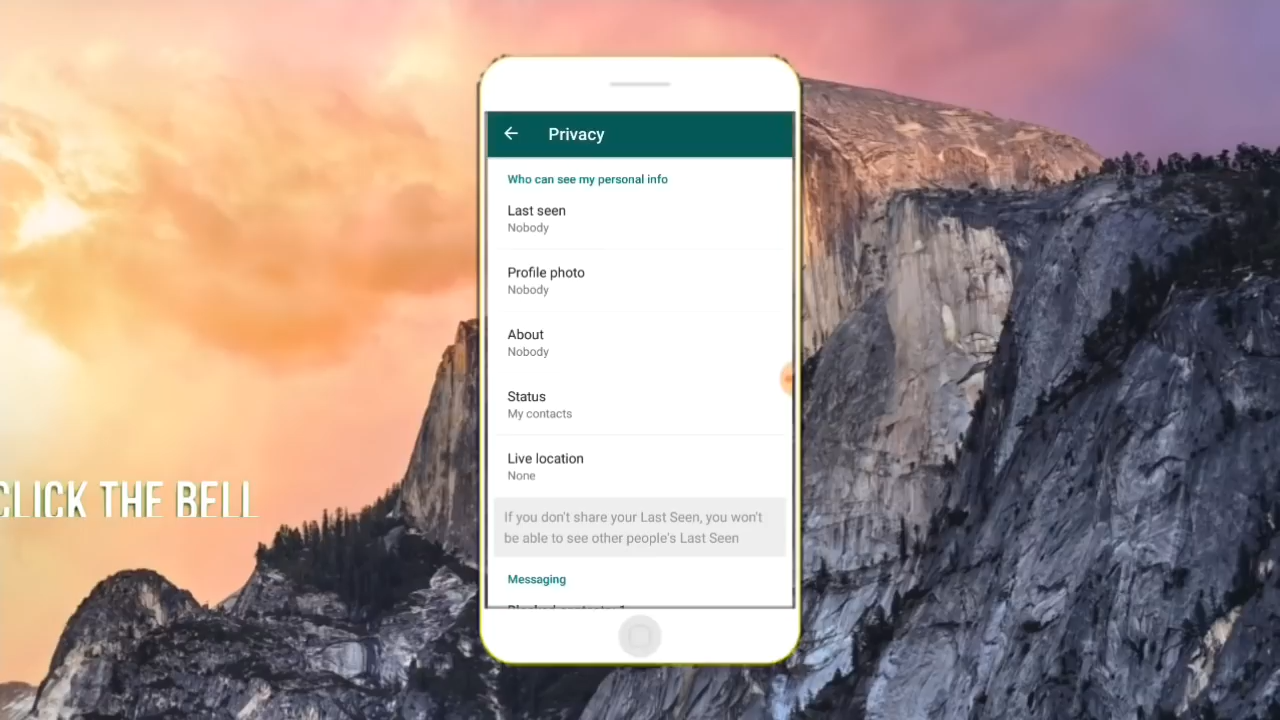 Privacy
Who can see my personal info
Last seen
Nobody
Profile photo
Nobody
About
Nobody
Status
My contacts
Live location
None
If you don't share your Last Seen, you won't
be able to see other people's Last Seen
Messaging
CLICK THE BELL